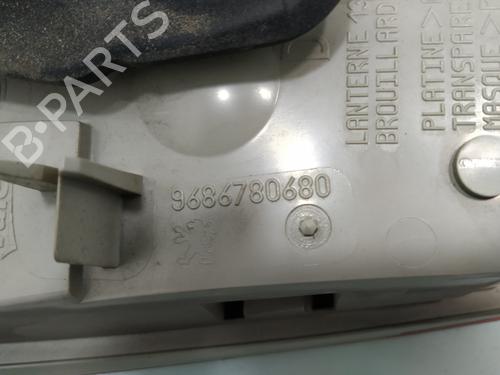 9686780680
LANTERNE
BROUILLARD
PLATINE >
TRANSPARE
MASQUE >
B-PARTS